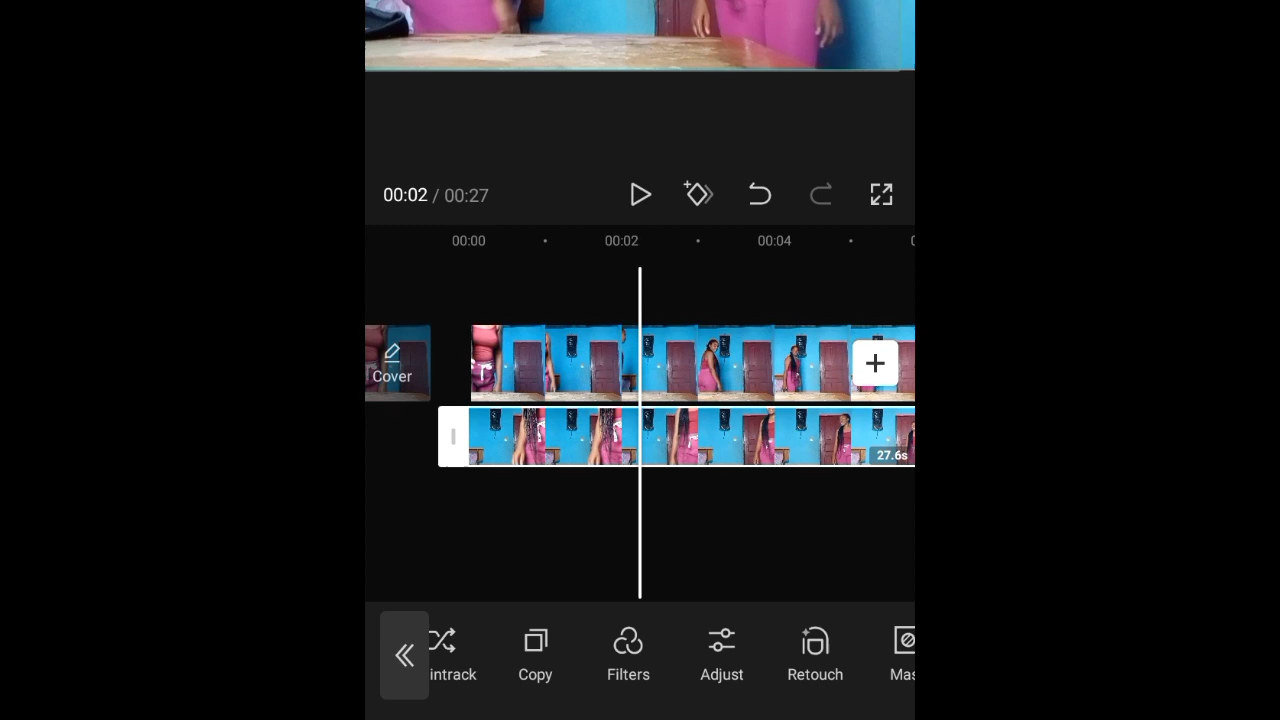 00:02 / 00:27
00:00 00:02 00:04
Cover
27.6s
intrack Copy Filters Adjust Retouch Mas